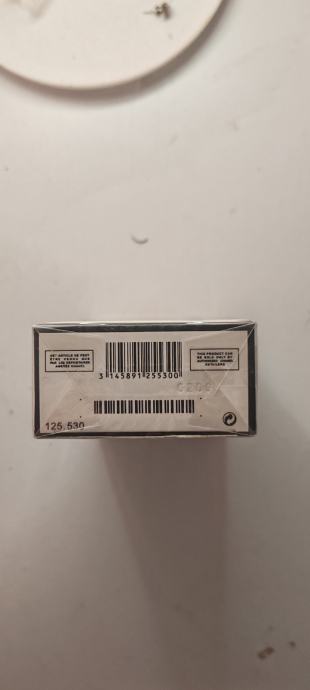 CET ARTICLE NE PEUT
ÊTRE VENDU QUE
PAR LES DÉPOSITAIRES
AGRÉÉS CHANEL
THIS PRODUCT CAN
BE SOLD ONLY BY
AUTHORIZED CHANEL
RETAILERS
3 145891 255300
125.530